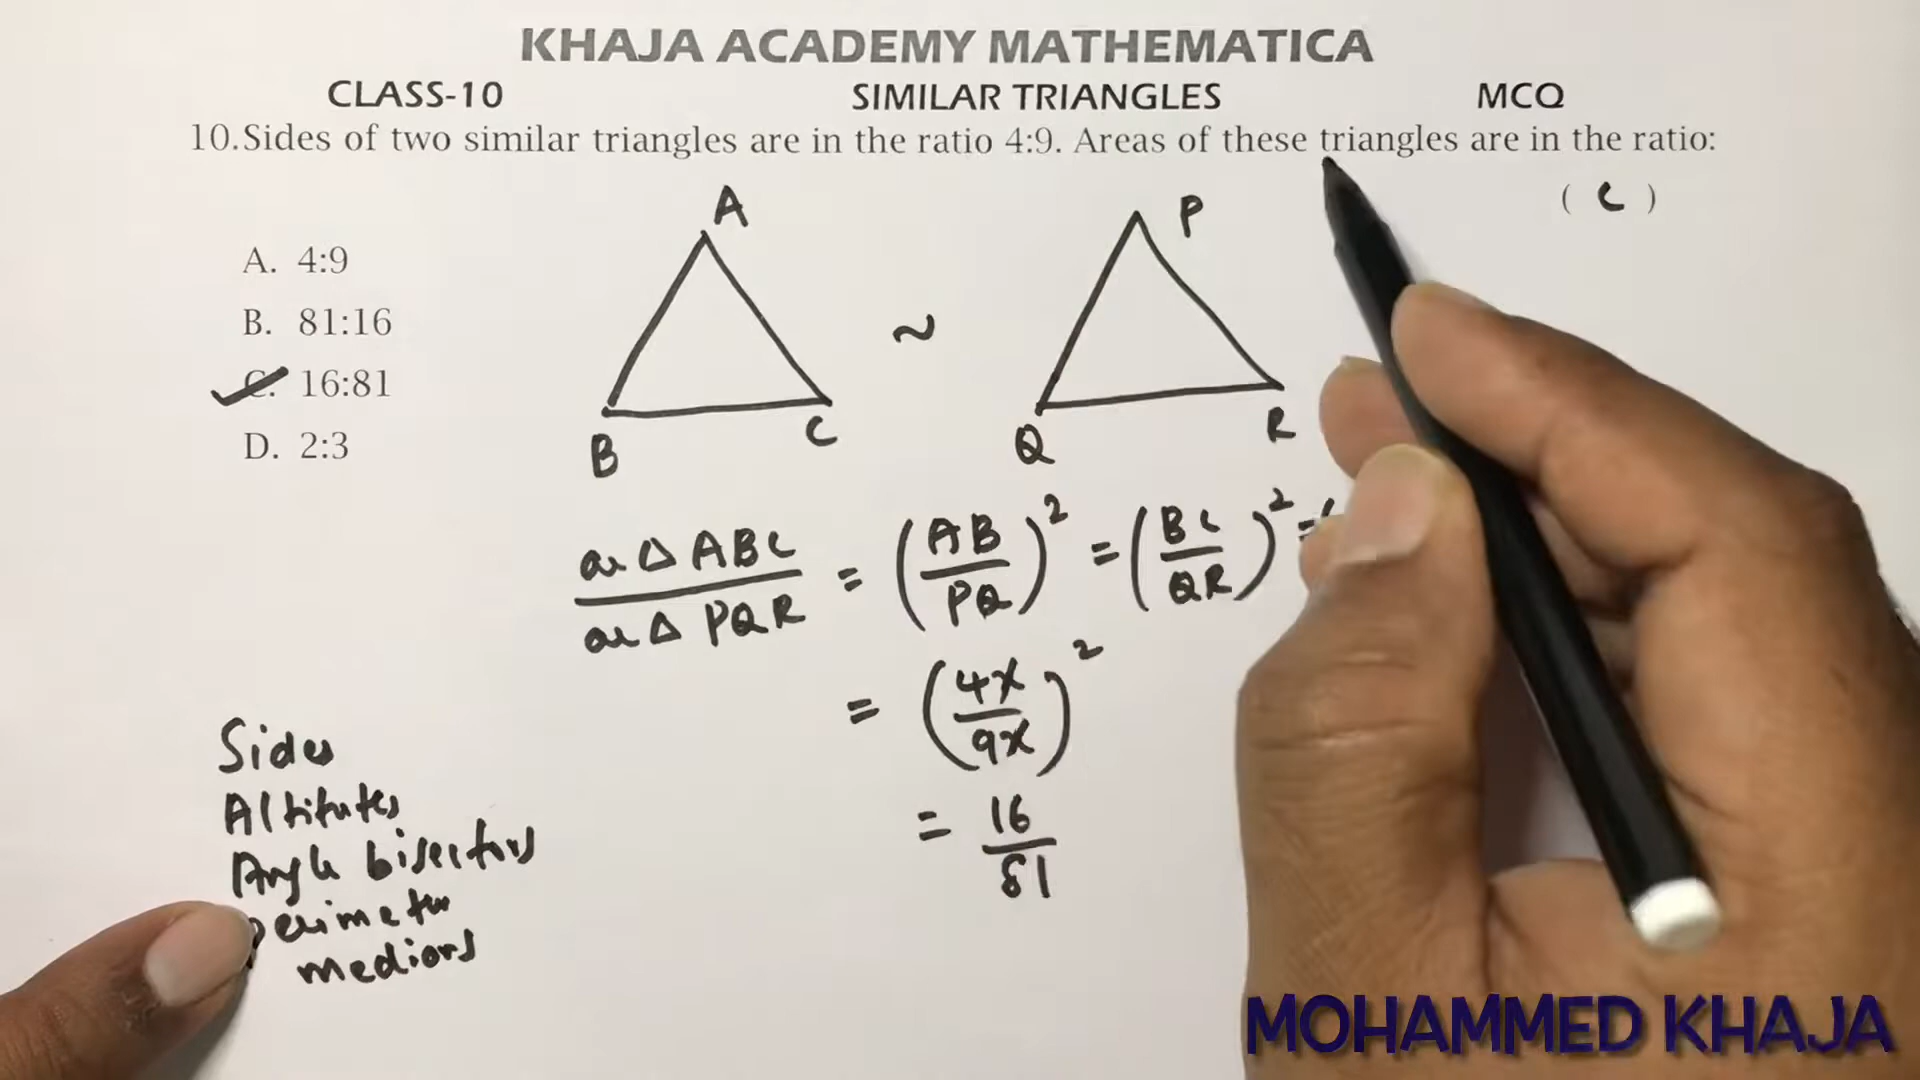 KHAJA ACADEMY MATHEMATICA
CLASS-10 SIMILAR TRIANGLES MCQ
10.Sides of two similar triangles are in the ratio 4:9. Areas of these triangles are in the ratio:
( C )
A. 4:9
B. 81:16
C. 16:81
D. 2:3
A
B
C
~
P
Q
R
ar Δ ABC / ar Δ PQR = (AB/PQ)² = (BC/QR)² =
= (4x/9x)²
= 16/81
Sides
Altitutes
Angle bisectors
Perimeter
medians
MOHAMMED KHAJA